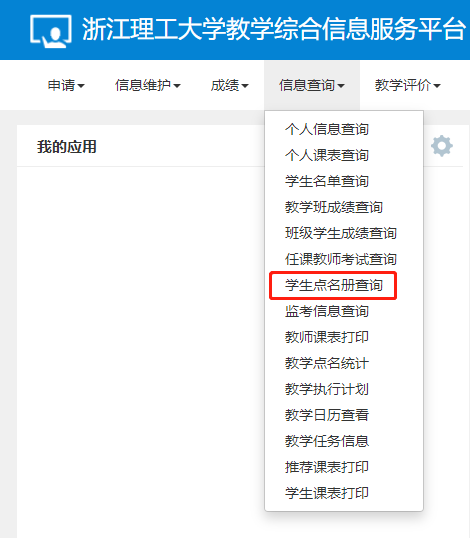 浙江理工大学教学综合信息服务平台
申请 信息维护 成绩 信息查询 教学评价
我的应用
个人信息查询
个人课表查询
学生名单查询
教学班成绩查询
班级学生成绩查询
任课教师考试查询
学生点名册查询
监考信息查询
教师课表打印
教学点名统计
教学执行计划
教学日历查看
教学任务信息
推荐课表打印
学生课表打印